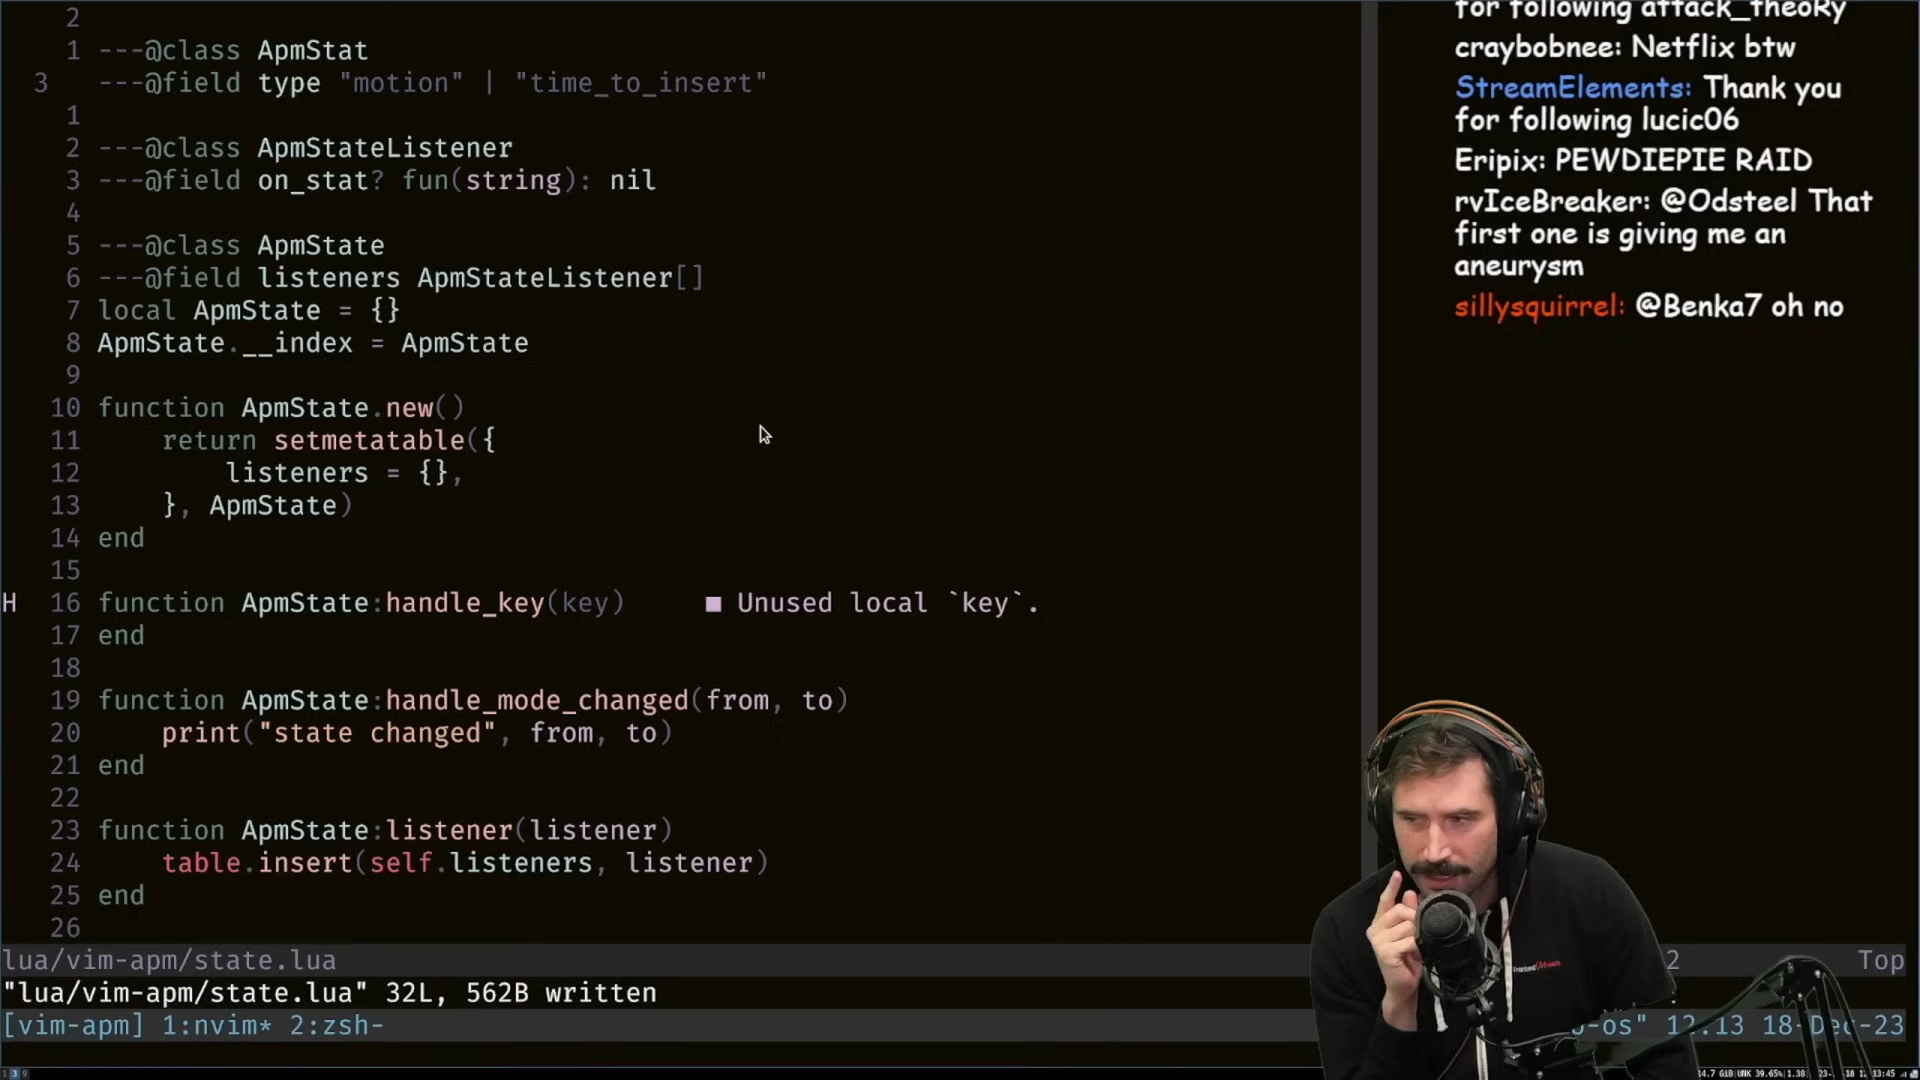 2
1 ---@class ApmStat
3 ---@field type "motion" | "time_to_insert"
1
2 ---@class ApmStateListener
3 ---@field on_stat? fun(string): nil
4
5 ---@class ApmState
6 ---@field listeners ApmStateListener[]
7 local ApmState = {}
8 ApmState.__index = ApmState
9
10 function ApmState.new()
11 return setmetatable({
12 listeners = {},
13 }, ApmState)
14 end
15
H 16 function ApmState:handle_key(key) ■ Unused local `key`.
17 end
18
19 function ApmState:handle_mode_changed(from, to)
20 print("state changed", from, to)
21 end
22
23 function ApmState:listener(listener)
24 table.insert(self.listeners, listener)
25 end
26
lua/vim-apm/state.lua 2 Top
"lua/vim-apm/state.lua" 32L, 562B written
[vim-apm] 1:nvim* 2:zsh- -os" 12:13 18-Dec-23
for following attack_theoRy
craybobnee: Netflix btw
StreamElements: Thank you
for following lucic06
Eripix: PEWDIEPIE RAID
rvIceBreaker: @Odsteel That
first one is giving me an
aneurysm
sillysquirrel: @Benka7 oh no